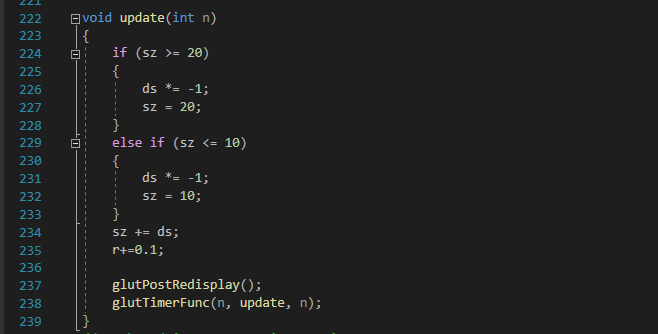 221
222 void update(int n)
223 {
224 if (sz >= 20)
225 {
226 ds *= -1;
227 sz = 20;
228 }
229 else if (sz <= 10)
230 {
231 ds *= -1;
232 sz = 10;
233 }
234 sz += ds;
235 r+=0.1;
236
237 glutPostRedisplay();
238 glutTimerFunc(n, update, n);
239 }